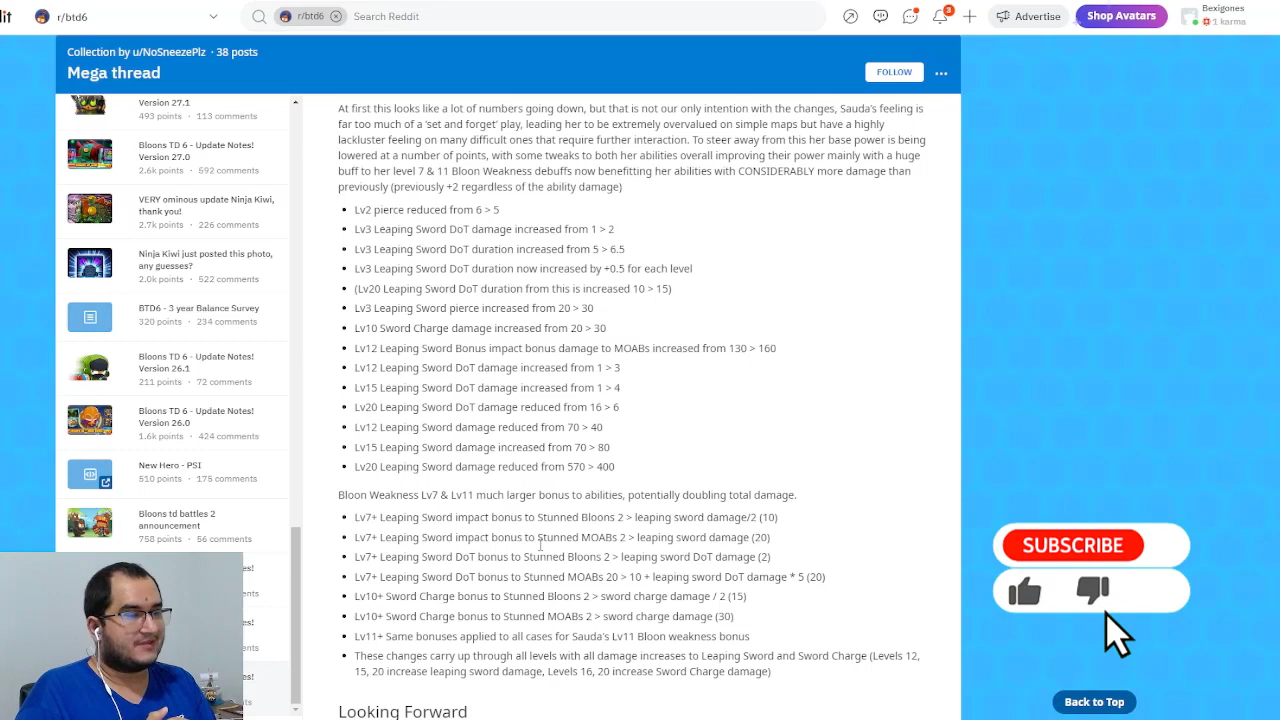 it
r/btd6
r/btd6
Search Reddit
3
Advertise
Shop Avatars
Bexigones
1 karma
Collection by u/NoSneezePlz · 38 posts
Mega thread
FOLLOW
Version 27.1
493 points · 113 comments
Bloons TD 6 - Update Notes!
Version 27.0
2.6k points · 592 comments
VERY ominous update Ninja Kiwi,
thank you!
2.7k points · 226 comments
Ninja Kiwi just posted this photo,
any guesses?
2.0k points · 522 comments
BTD6 - 3 year Balance Survey
320 points · 234 comments
Bloons TD 6 - Update Notes!
Version 26.1
211 points · 72 comments
Bloons TD 6 - Update Notes!
Version 26.0
1.6k points · 424 comments
New Hero - PSI
510 points · 175 comments
Bloons td battles 2
announcement
758 points · 56 comments
es!
nts
es!
nts
es!
nts
At first this looks like a lot of numbers going down, but that is not our only intention with the changes, Sauda's feeling is
far too much of a 'set and forget' play, leading her to be extremely overvalued on simple maps but have a highly
lackluster feeling on many difficult ones that require further interaction. To steer away from this her base power is being
lowered at a number of points, with some tweaks to both her abilities overall improving their power mainly with a huge
buff to her level 7 & 11 Bloon Weakness debuffs now benefitting her abilities with CONSIDERABLY more damage than
previously (previously +2 regardless of the ability damage)
• Lv2 pierce reduced from 6 > 5
• Lv3 Leaping Sword DoT damage increased from 1 > 2
• Lv3 Leaping Sword DoT duration increased from 5 > 6.5
• Lv3 Leaping Sword DoT duration now increased by +0.5 for each level
• (Lv20 Leaping Sword DoT duration from this is increased 10 > 15)
• Lv3 Leaping Sword pierce increased from 20 > 30
• Lv10 Sword Charge damage increased from 20 > 30
• Lv12 Leaping Sword Bonus impact bonus damage to MOABs increased from 130 > 160
• Lv12 Leaping Sword DoT damage increased from 1 > 3
• Lv15 Leaping Sword DoT damage increased from 1 > 4
• Lv20 Leaping Sword DoT damage reduced from 16 > 6
• Lv12 Leaping Sword damage reduced from 70 > 40
• Lv15 Leaping Sword damage increased from 70 > 80
• Lv20 Leaping Sword damage reduced from 570 > 400
Bloon Weakness Lv7 & Lv11 much larger bonus to abilities, potentially doubling total damage.
• Lv7+ Leaping Sword impact bonus to Stunned Bloons 2 > leaping sword damage/2 (10)
• Lv7+ Leaping Sword impact bonus to Stunned MOABs 2 > leaping sword damage (20)
• Lv7+ Leaping Sword DoT bonus to Stunned Bloons 2 > leaping sword DoT damage (2)
• Lv7+ Leaping Sword DoT bonus to Stunned MOABs 20 > 10 + leaping sword DoT damage * 5 (20)
• Lv10+ Sword Charge bonus to Stunned Bloons 2 > sword charge damage / 2 (15)
• Lv10+ Sword Charge bonus to Stunned MOABs 2 > sword charge damage (30)
• Lv11+ Same bonuses applied to all cases for Sauda's Lv11 Bloon weakness bonus
• These changes carry up through all levels with all damage increases to Leaping Sword and Sword Charge (Levels 12,
15, 20 increase leaping sword damage, Levels 16, 20 increase Sword Charge damage)
Looking Forward
SUBSCRIBE
Back to Top